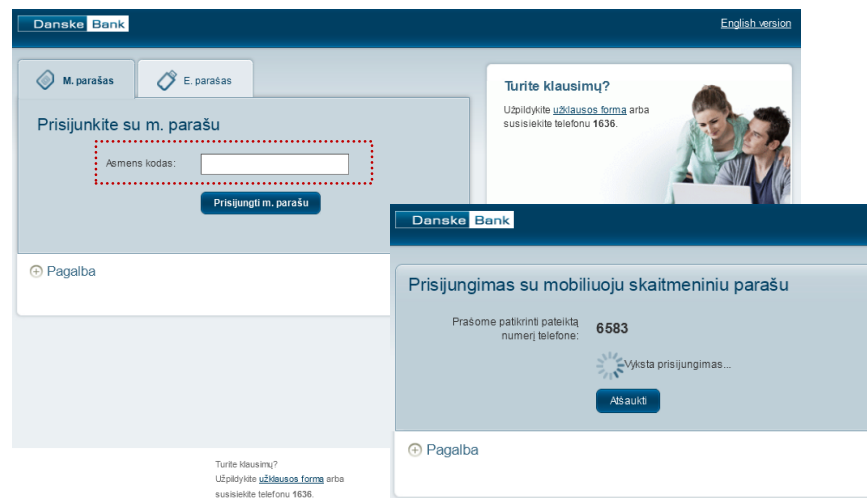 Danske Bank
English version
M. parašas
E. parašas
Prisijunkite su m. parašu
Asmens kodas:
Prisijungti m. parašu
Pagalba
Turite klausimų?
Užpildykite užklausos forma arba
susisiekite telefonu 1636.
Danske Bank
Prisijungimas su mobiliuoju skaitmeniniu parašu
Prašome patikrinti pateiktą
numerį telefone:
6583
Vyksta prisijungimas...
Atšaukti
Pagalba
Turite klausimų?
Užpildykite užklausos forma arba
susisiekite telefonu 1636.